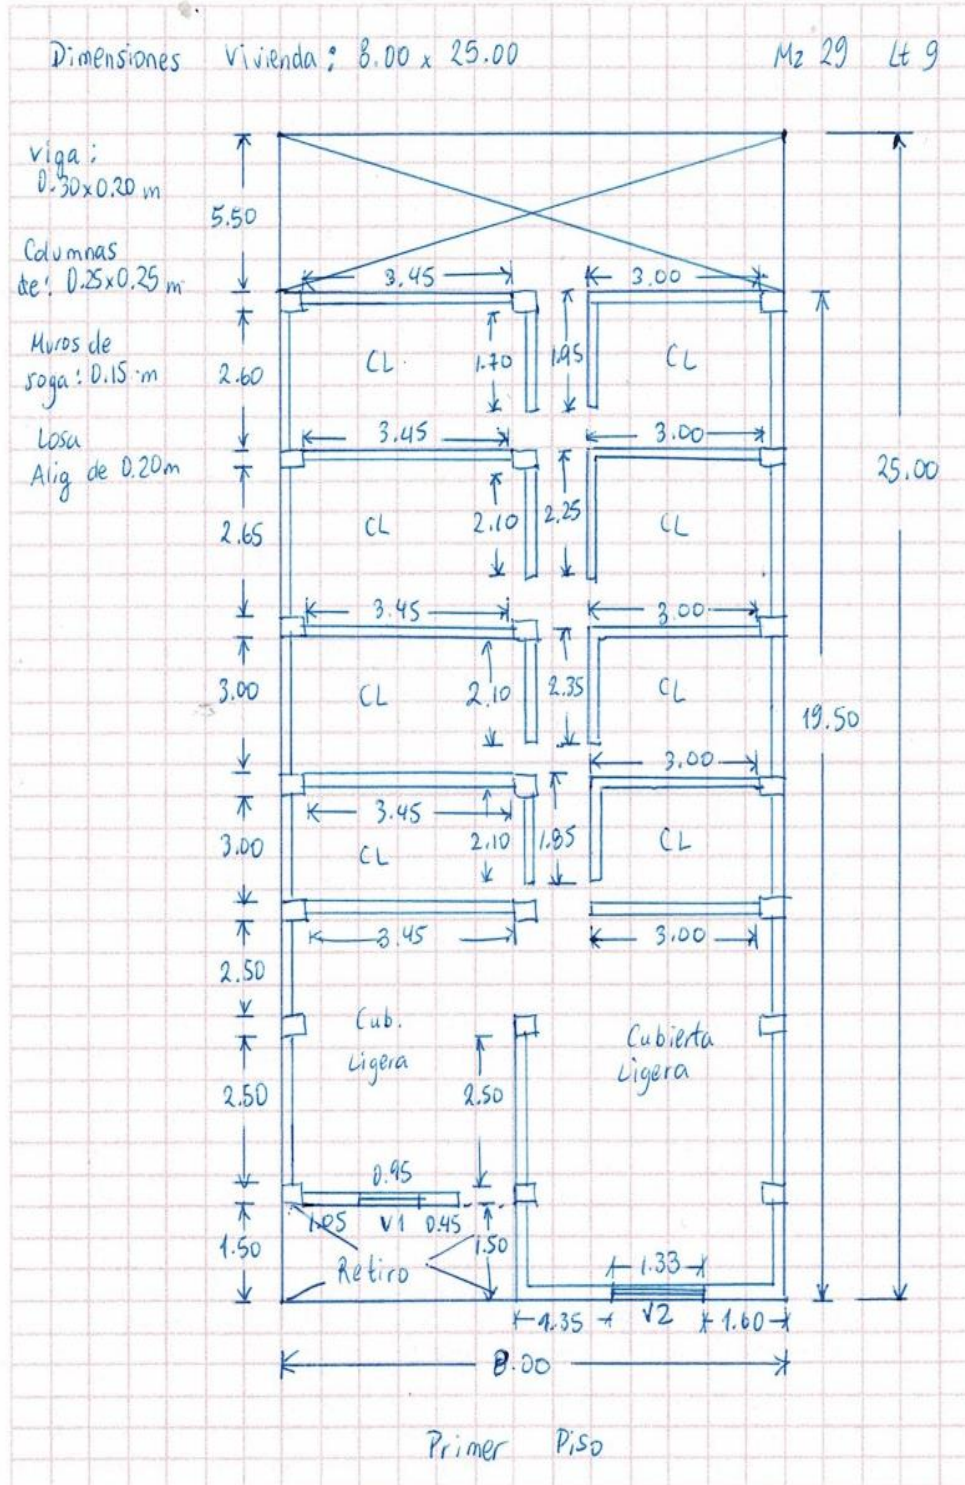 Dimensiones Vivienda: 8.00 x 25.00
Mz 29 Lt 9
viga:
0.30x0.20 m
Columnas
de: 0.25x0.25 m
Muros de
soga: 0.15 m
Losa
Alig de 0.20m
5.50
3.45
3.00
2.60
CL
1.70
1.95
CL
3.45
3.00
25.00
2.65
CL
2.10
2.25
CL
3.45
3.00
3.00
CL
2.10
2.35
CL
19.50
3.00
3.45
3.00
CL
2.10
1.85
CL
3.45
3.00
2.50
Cub.
Ligera
Cubierta
Ligera
2.50
2.50
0.95
1.05
V1
0.45
1.50
1.50
Retiro
1.33
V2
1.60
8.00
Primer Piso